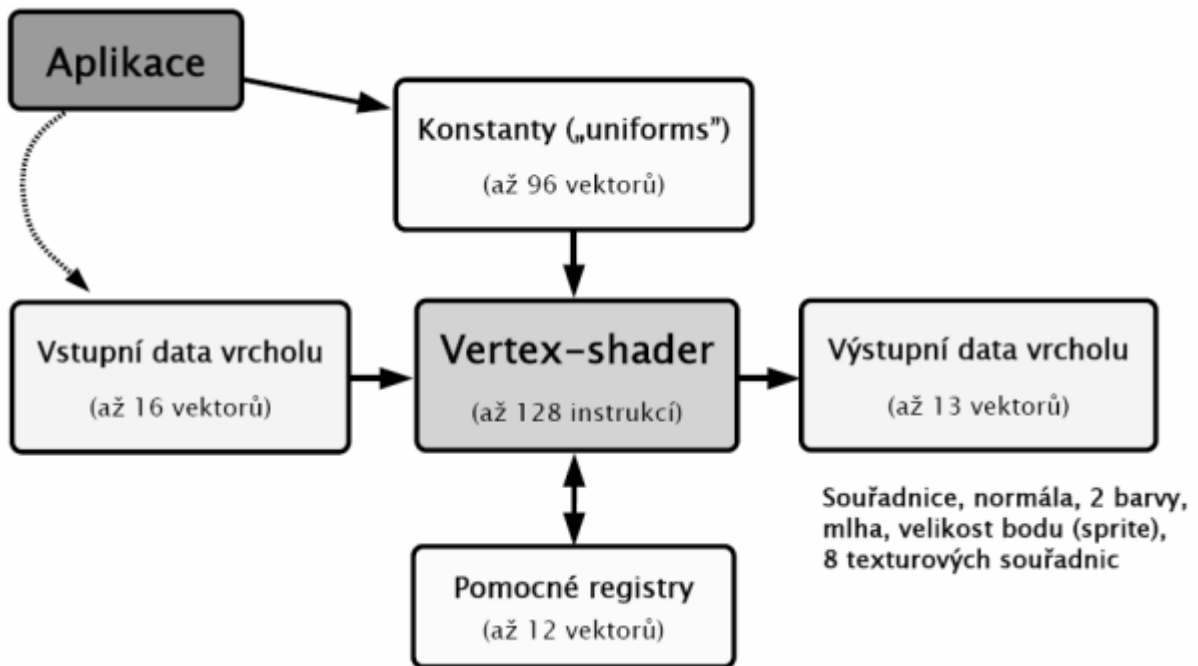 Aplikace
Konstanty („uniforms”)
(až 96 vektorů)
Vstupní data vrcholu
(až 16 vektorů)
Vertex-shader
(až 128 instrukcí)
Výstupní data vrcholu
(až 13 vektorů)
Souřadnice, normála, 2 barvy,
mlha, velikost bodu (sprite),
8 texturových souřadnic
Pomocné registry
(až 12 vektorů)